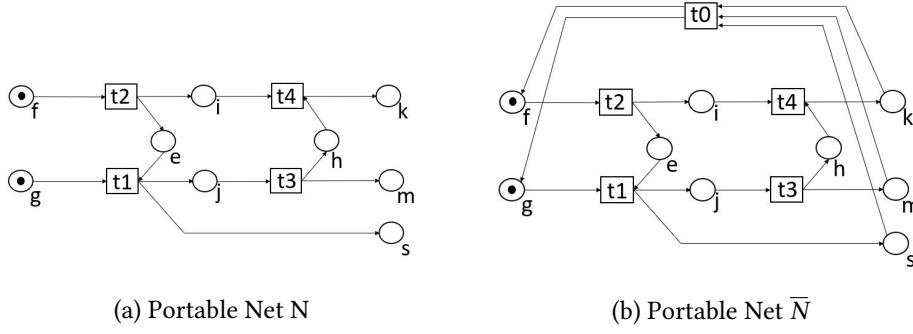 t0
t2 t4 t2 t4
f i k f i k
e h e h
t1 t3 t1 t3
g j m g j m
s s
(a) Portable Net N (b) Portable Net N̅